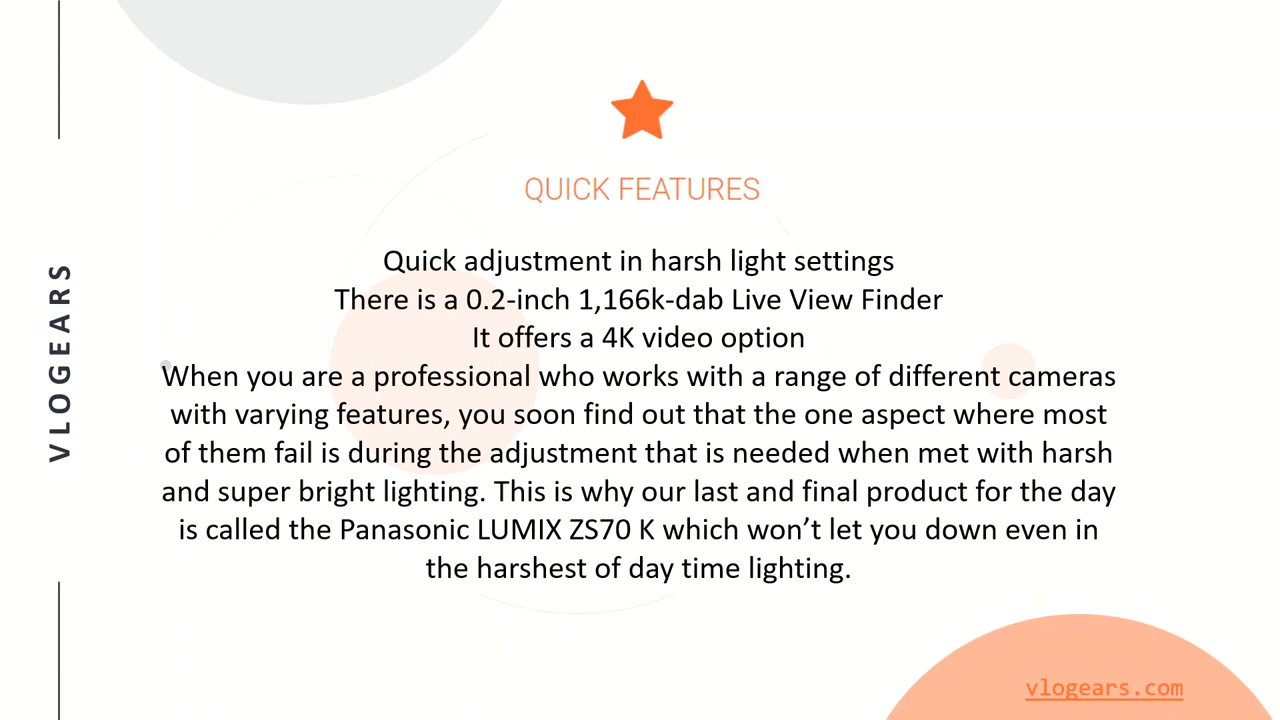 QUICK FEATURES
Quick adjustment in harsh light settings
There is a 0.2-inch 1,166k-dab Live View Finder
It offers a 4K video option
When you are a professional who works with a range of different cameras
with varying features, you soon find out that the one aspect where most
of them fail is during the adjustment that is needed when met with harsh
and super bright lighting. This is why our last and final product for the day
is called the Panasonic LUMIX ZS70 K which won’t let you down even in
the harshest of day time lighting.
VLOGEARS
vlogears.com